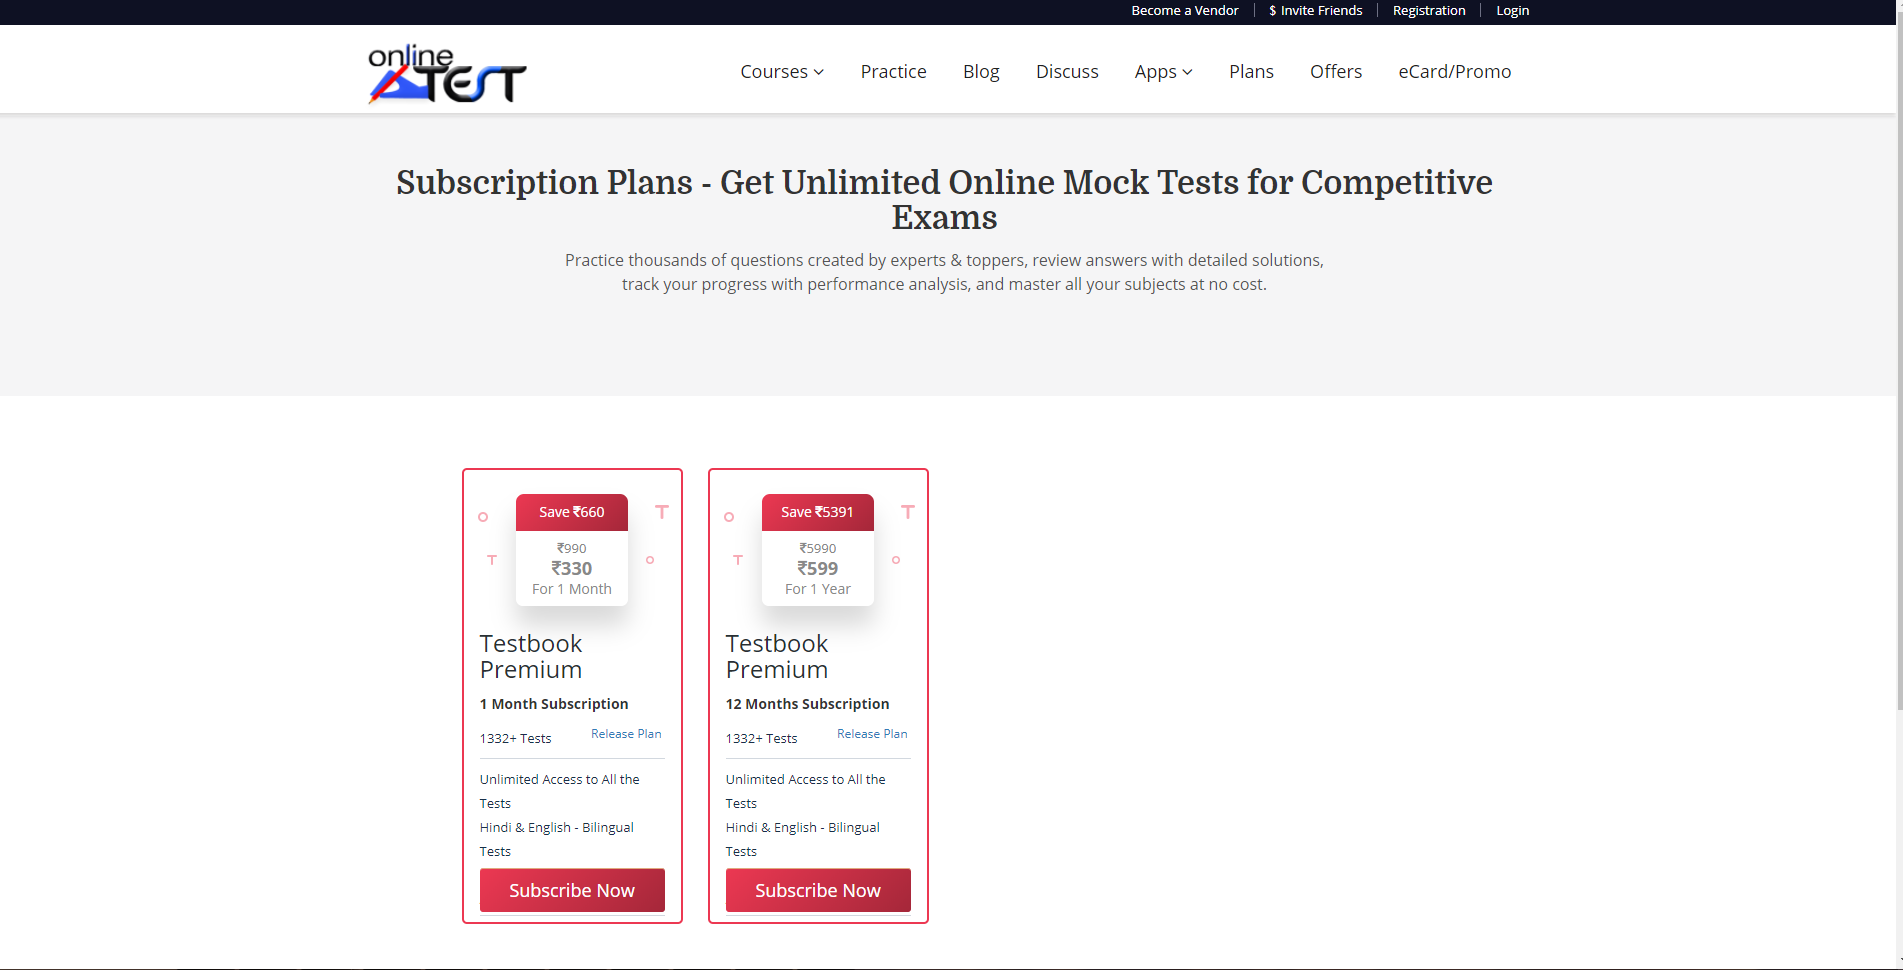 Become a Vendor
$ Invite Friends
Registration
Login
online
TEST
Courses
Practice
Blog
Discuss
Apps
Plans
Offers
eCard/Promo
Subscription Plans - Get Unlimited Online Mock Tests for Competitive
Exams
Practice thousands of questions created by experts & toppers, review answers with detailed solutions,
track your progress with performance analysis, and master all your subjects at no cost.
Save ₹660
₹990
₹330
For 1 Month
Testbook
Premium
1 Month Subscription
1332+ Tests
Release Plan
Unlimited Access to All the
Tests
Hindi & English - Bilingual
Tests
Subscribe Now
Save ₹5391
₹5990
₹599
For 1 Year
Testbook
Premium
12 Months Subscription
1332+ Tests
Release Plan
Unlimited Access to All the
Tests
Hindi & English - Bilingual
Tests
Subscribe Now